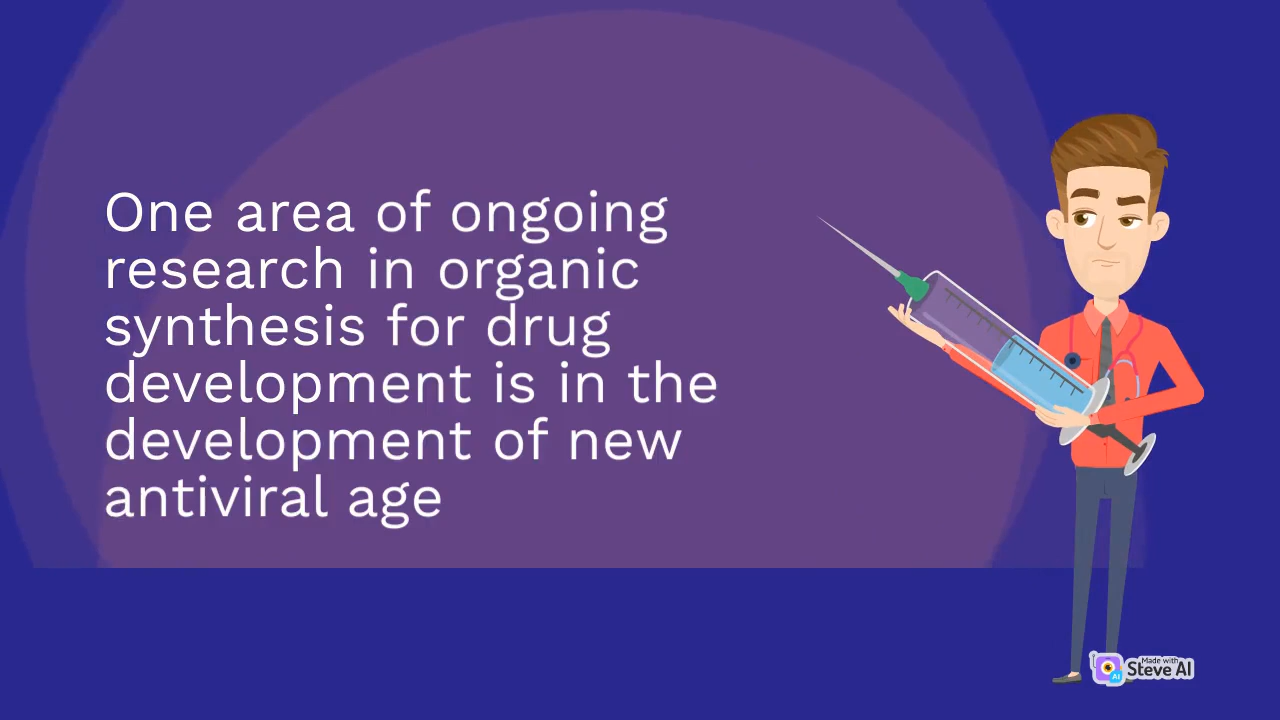 One area of ongoing
research in organic
synthesis for drug
development is in the
development of new
antiviral age
Made with
Steve AI
AI